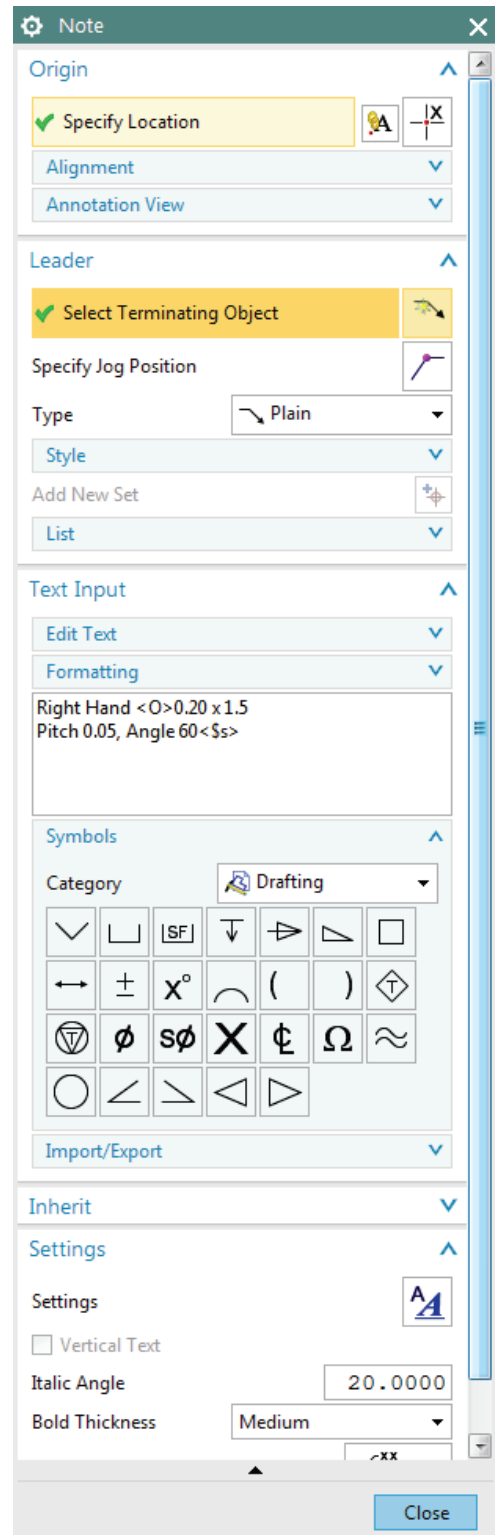 Note
Origin
Specify Location
A
X
Alignment
Annotation View
Leader
Select Terminating Object
Specify Jog Position
Type Plain
Style
Add New Set
List
Text Input
Edit Text
Formatting
Right Hand <O>0.20 x 1.5
Pitch 0.05, Angle 60<$s>
Symbols
Category Drafting
SF
± X° ( ) T
T Ø SØ X ℄ Ω ≈
Import/Export
Inherit
Settings
Settings A A
Vertical Text
Italic Angle 20.0000
Bold Thickness Medium
Close